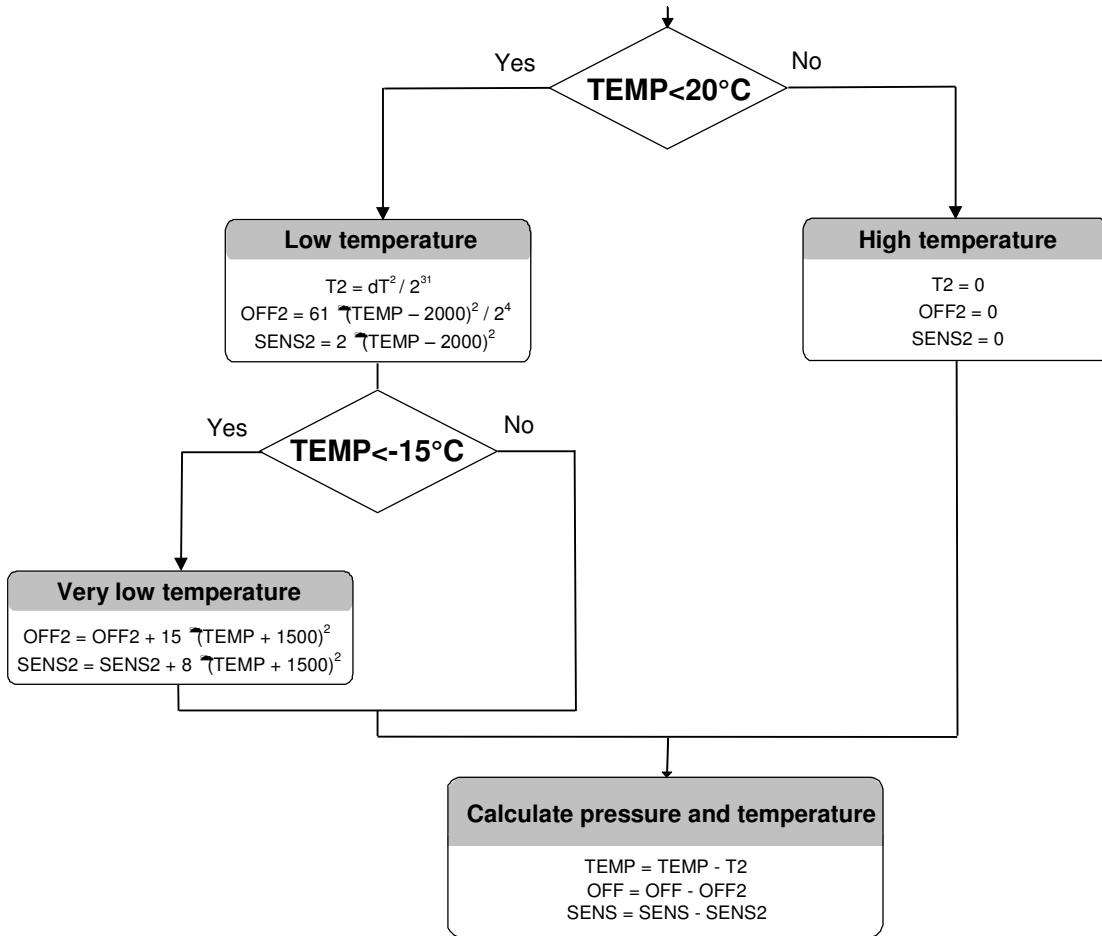 TEMP<20°C
Yes
No
Low temperature
T2 = dT² / 2³¹
OFF2 = 61 (TEMP – 2000)² / 2⁴
SENS2 = 2 (TEMP – 2000)²
High temperature
T2 = 0
OFF2 = 0
SENS2 = 0
TEMP<-15°C
Yes
No
Very low temperature
OFF2 = OFF2 + 15 (TEMP + 1500)²
SENS2 = SENS2 + 8 (TEMP + 1500)²
Calculate pressure and temperature
TEMP = TEMP - T2
OFF = OFF - OFF2
SENS = SENS - SENS2